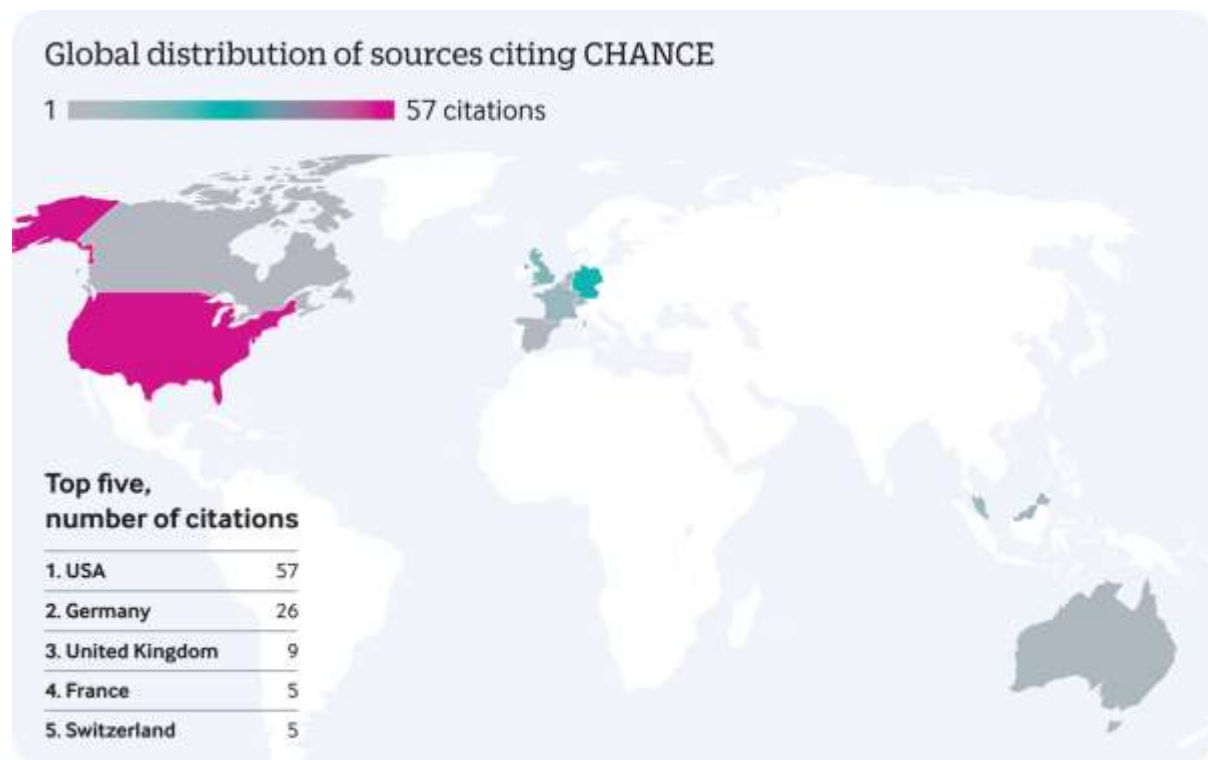 Global distribution of sources citing CHANCE
1 57 citations
Top five,
number of citations
1. USA 57
2. Germany 26
3. United Kingdom 9
4. France 5
5. Switzerland 5